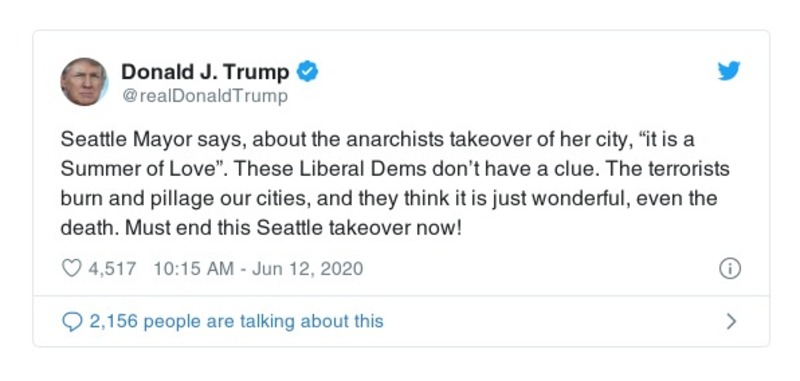 Donald J. Trump
@realDonaldTrump
Seattle Mayor says, about the anarchists takeover of her city, “it is a
Summer of Love”. These Liberal Dems don’t have a clue. The terrorists
burn and pillage our cities, and they think it is just wonderful, even the
death. Must end this Seattle takeover now!
4,517 10:15 AM - Jun 12, 2020
2,156 people are talking about this